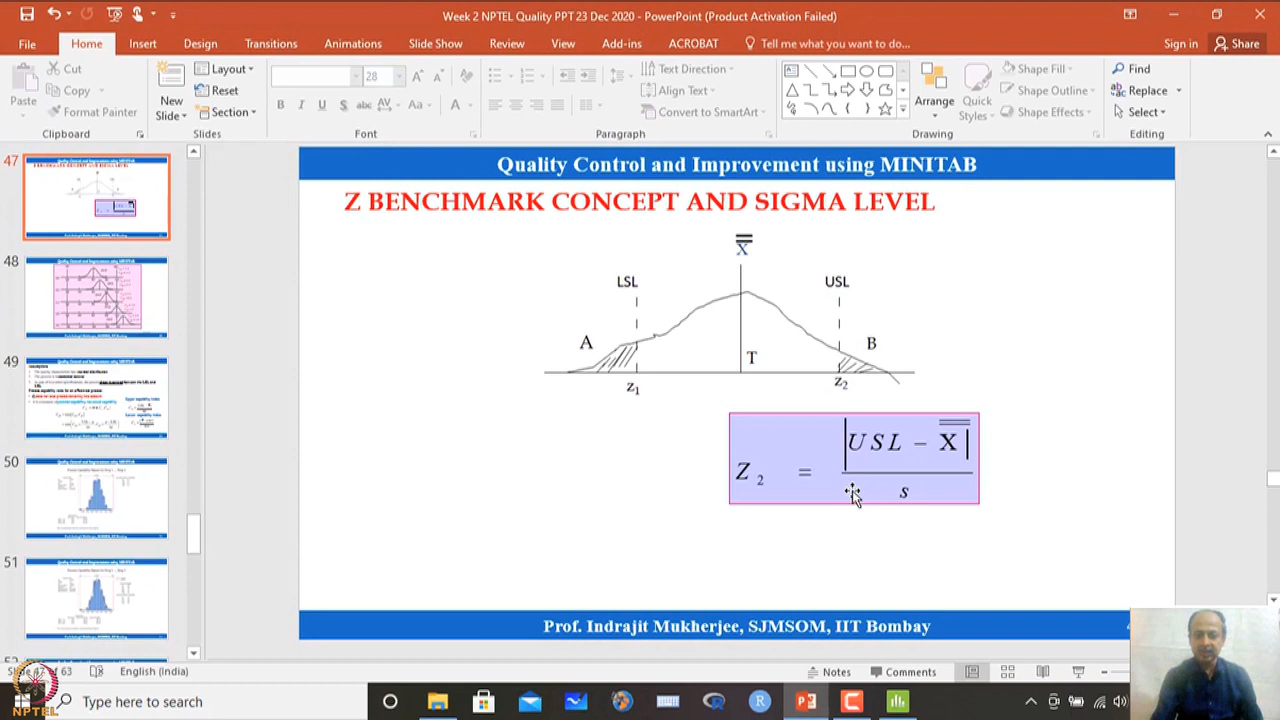 Week 2 NPTEL Quality PPT 23 Dec 2020 - PowerPoint (Product Activation Failed)
File Home Insert Design Transitions Animations Slide Show Review View Add-ins ACROBAT Tell me what you want to do... Sign in Share
Paste
Cut
Copy
Format Painter
Clipboard
New Slide
Layout
Reset
Section
Slides
28
B I U S abc AV Aa A
Font
Paragraph
Text Direction
Align Text
Convert to SmartArt
Arrange
Quick Styles
Shape Fill
Shape Outline
Shape Effects
Drawing
Find
Replace
Select
Editing
47
48
49
50
51
Quality Control and Improvement using MINITAB
Z BENCHMARK CONCEPT AND SIGMA LEVEL
X
LSL USL
A T B
z1 z2
Z 2 = |USL − X| / s
Prof. Indrajit Mukherjee, SJMSOM, IIT Bombay
English (India)
Notes
Comments
NPTEL
Type here to search